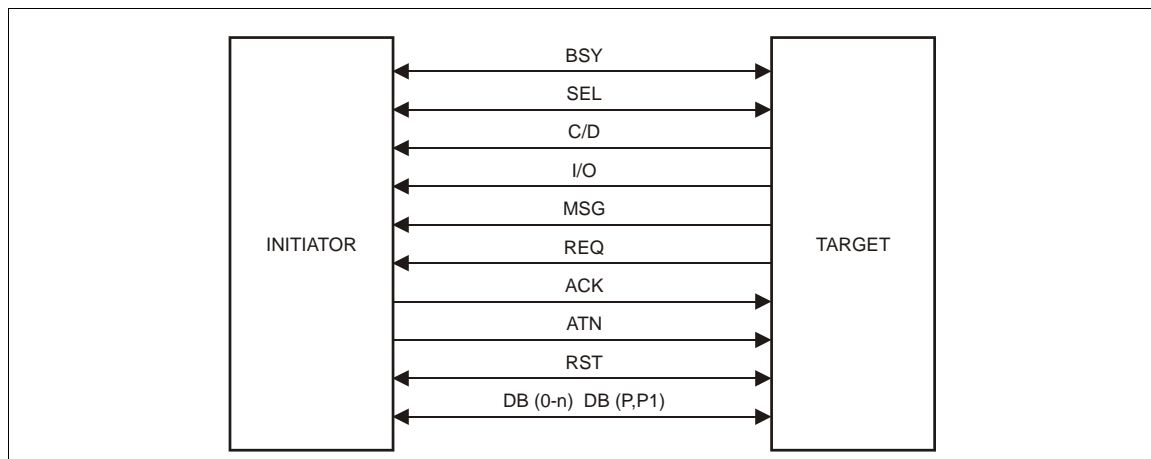 BSY
SEL
C/D
I/O
MSG
INITIATOR
TARGET
REQ
ACK
ATN
RST
DB (0-n) DB (P,P1)